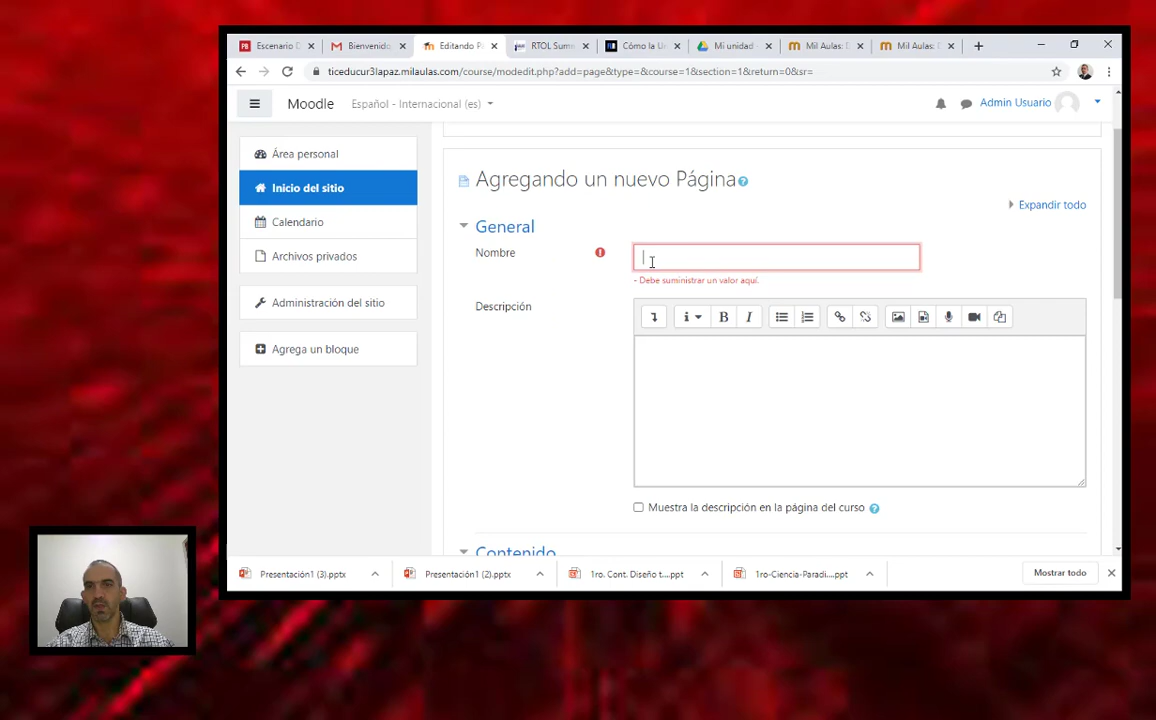 Escenario D
Bienvenido
Editando P
RTOL Sum
Cómo la U
Mi unidad
Mil Aulas:
Mil Aulas:
ticeducur3lapaz.milaulas.com/course/modedit.php?add=page&type=&course=1&section=1&return=0&sr=
Moodle
Español - Internacional (es)
Admin Usuario
Área personal
Inicio del sitio
Calendario
Archivos privados
Administración del sitio
Agrega un bloque
Agregando un nuevo Página
Expandir todo
General
Nombre
- Debe suministrar un valor aquí.
Descripción
Muestra la descripción en la página del curso
Contenido
Presentación1 (3).pptx
Presentación1 (2).pptx
1ro. Cont. Diseño t....ppt
1ro-Ciencia-Paradi....ppt
Mostrar todo